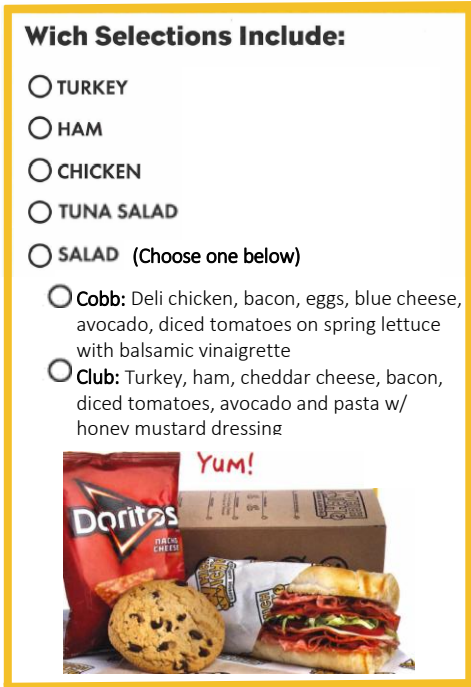 Wich Selections Include:
TURKEY
HAM
CHICKEN
TUNA SALAD
SALAD (Choose one below)
Cobb: Deli chicken, bacon, eggs, blue cheese,
avocado, diced tomatoes on spring lettuce
with balsamic vinaigrette
Club: Turkey, ham, cheddar cheese, bacon,
diced tomatoes, avocado and pasta w/
honey mustard dressing
YUM!
Doritos
NACHO
CHEESE